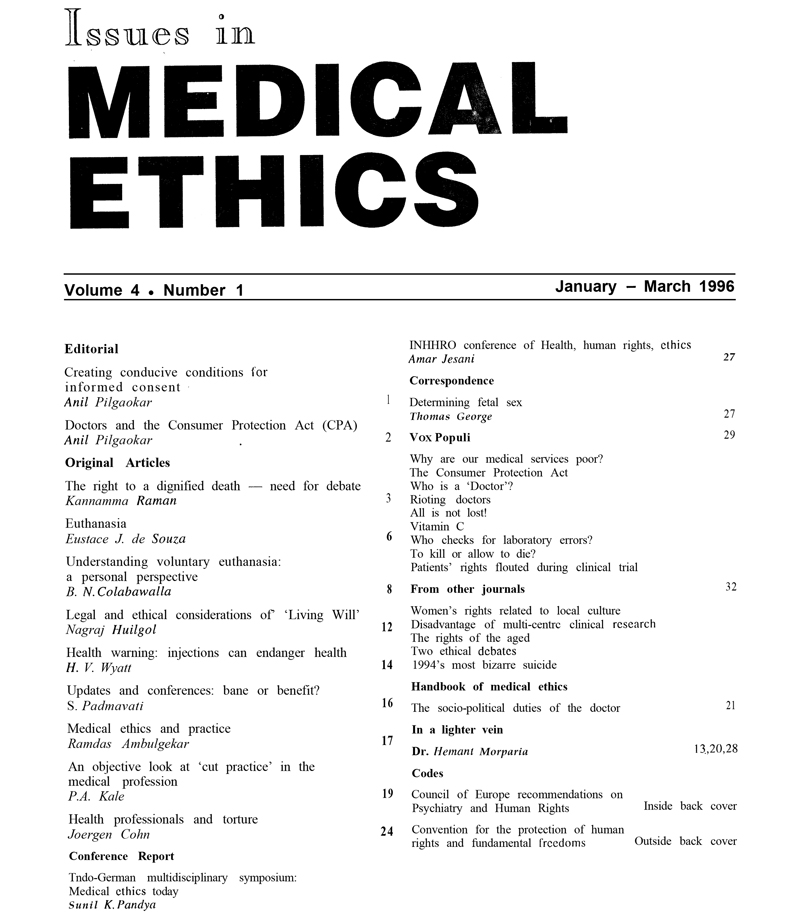 Issues in
MEDICAL
ETHICS
Volume 4 • Number 1
January – March 1996
Editorial
Creating conducive conditions for
informed consent
Anil Pilgaokar 1
Doctors and the Consumer Protection Act (CPA)
Anil Pilgaokar 2
Original Articles
The right to a dignified death — need for debate
Kannamma Raman 3
Euthanasia
Eustace J. de Souza 6
Understanding voluntary euthanasia:
a personal perspective
B. N. Colabawalla 8
Legal and ethical considerations of 'Living Will'
Nagraj Huilgol 12
Health warning: injections can endanger health
H. V. Wyatt 14
Updates and conferences: bane or benefit?
S. Padmavati 16
Medical ethics and practice
Ramdas Ambulgekar 17
An objective look at 'cut practice' in the
medical profession
P.A. Kale 19
Health professionals and torture
Joergen Cohn 24
Conference Report
Tndo-German multidisciplinary symposium:
Medical ethics today
Sunil K. Pandya
INHHRO conference of Health, human rights, ethics
Amar Jesani 27
Correspondence
Determining fetal sex
Thomas George 27
Vox Populi 29
Why are our medical services poor?
The Consumer Protection Act
Who is a 'Doctor'?
Rioting doctors
All is not lost!
Vitamin C
Who checks for laboratory errors?
To kill or allow to die?
Patients' rights flouted during clinical trial
From other journals 32
Women's rights related to local culture
Disadvantage of multi-centre clinical research
The rights of the aged
Two ethical debates
1994's most bizarre suicide
Handbook of medical ethics
The socio-political duties of the doctor 21
In a lighter vein
Dr. Hemant Morparia 13,20,28
Codes
Council of Europe recommendations on
Psychiatry and Human Rights Inside back cover
Convention for the protection of human
rights and fundamental freedoms Outside back cover